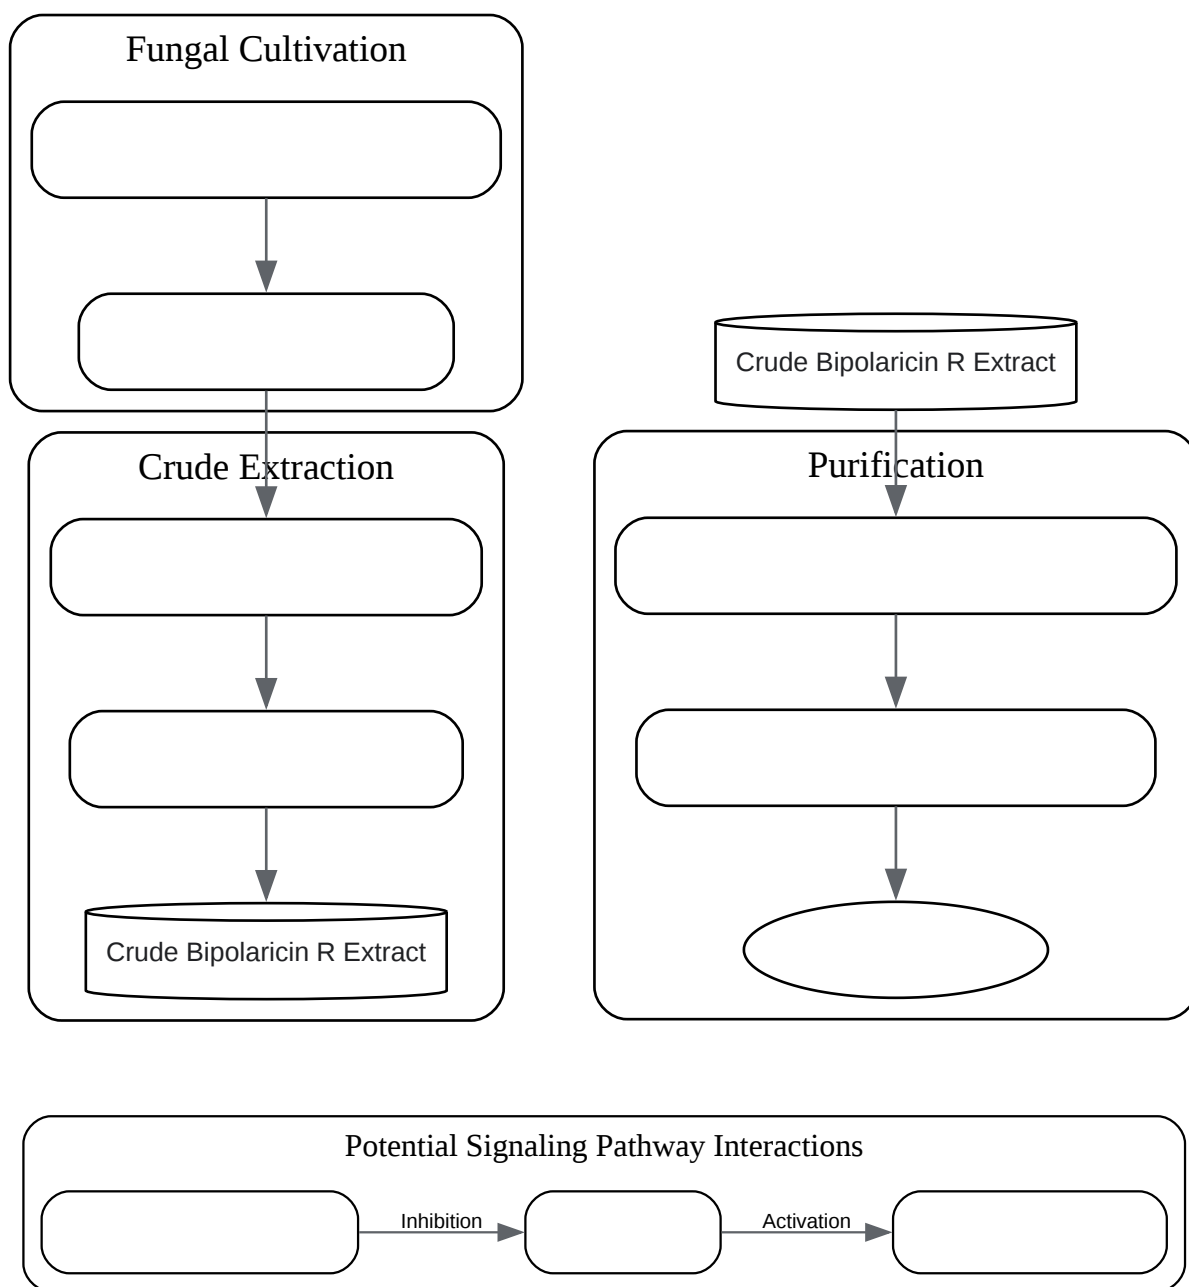 Fungal Cultivation
Crude Extraction
Crude Bipolaricin R Extract
Crude Bipolaricin R Extract
Purification
Potential Signaling Pathway Interactions
Inhibition
Activation